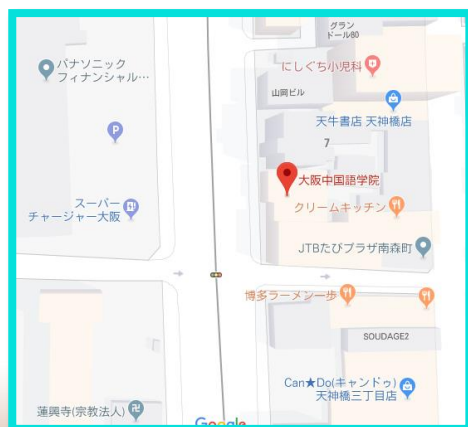 グラン
ドール80
パナソニック
フィナンシャル…
にしぐち小児科
山岡ビル
天牛書店 天神橋店
P
7
大阪中国語学院
スーパー
チャージャー大阪
クリームキッチン
JTBたびプラザ南森町
博多ラーメン一歩
SOUDAGE2
Can★Do(キャンドゥ)
天神橋三丁目店
蓮興寺(宗教法人)
卍
Google